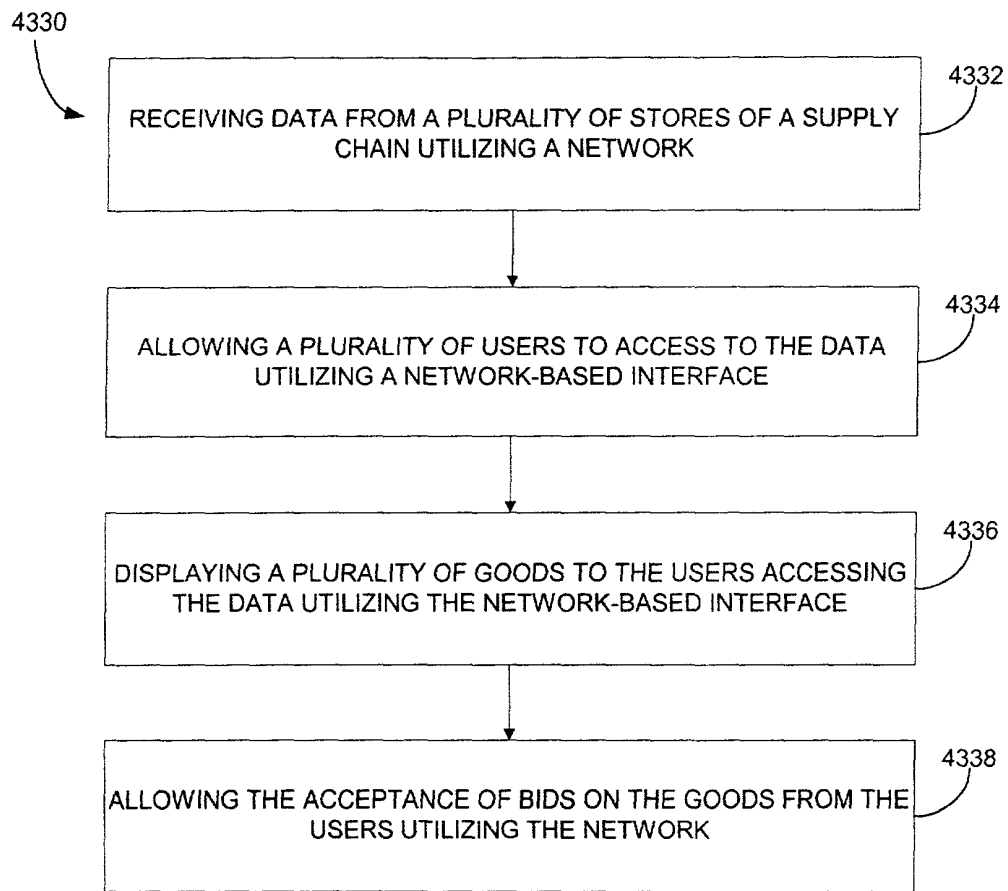 4330
4332
RECEIVING DATA FROM A PLURALITY OF STORES OF A SUPPLY
CHAIN UTILIZING A NETWORK
4334
ALLOWING A PLURALITY OF USERS TO ACCESS TO THE DATA
UTILIZING A NETWORK-BASED INTERFACE
4336
DISPLAYING A PLURALITY OF GOODS TO THE USERS ACCESSING
THE DATA UTILIZING THE NETWORK-BASED INTERFACE
4338
ALLOWING THE ACCEPTANCE OF BIDS ON THE GOODS FROM THE
USERS UTILIZING THE NETWORK